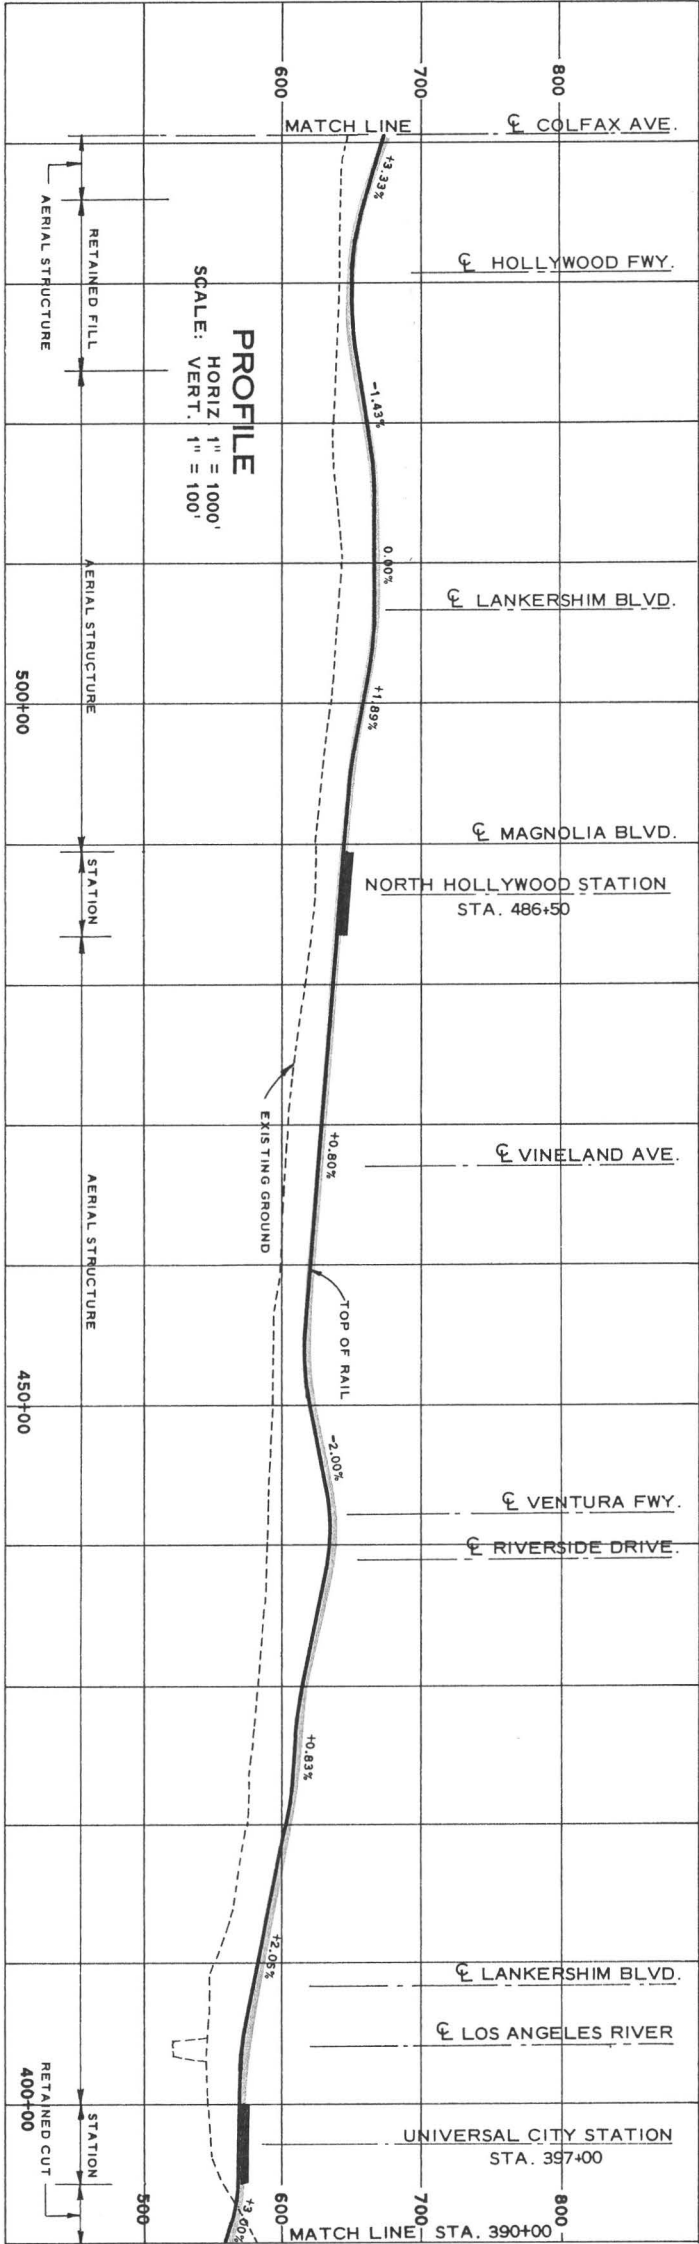 600
700
800
MATCH LINE
℄ COLFAX AVE.
+3.33%
AERIAL STRUCTURE
RETAINED FILL
℄ HOLLYWOOD FWY.
PROFILE
SCALE: HORIZ. 1" = 1000'
VERT. 1" = 100'
-1.43%
0.00%
AERIAL STRUCTURE
℄ LANKERSHIM BLVD.
500+00
+1.89%
℄ MAGNOLIA BLVD.
STATION
NORTH HOLLYWOOD STATION
STA. 486+50
EXISTING GROUND
+0.80%
℄ VINELAND AVE.
AERIAL STRUCTURE
TOP OF RAIL
450+00
-2.00%
℄ VENTURA FWY.
℄ RIVERSIDE DRIVE.
+0.83%
+2.05%
℄ LANKERSHIM BLVD.
℄ LOS ANGELES RIVER
400+00
RETAINED CUT
STATION
UNIVERSAL CITY STATION
STA. 397+00
+3.00%
MATCH LINE STA. 390+00
500
600
700
800